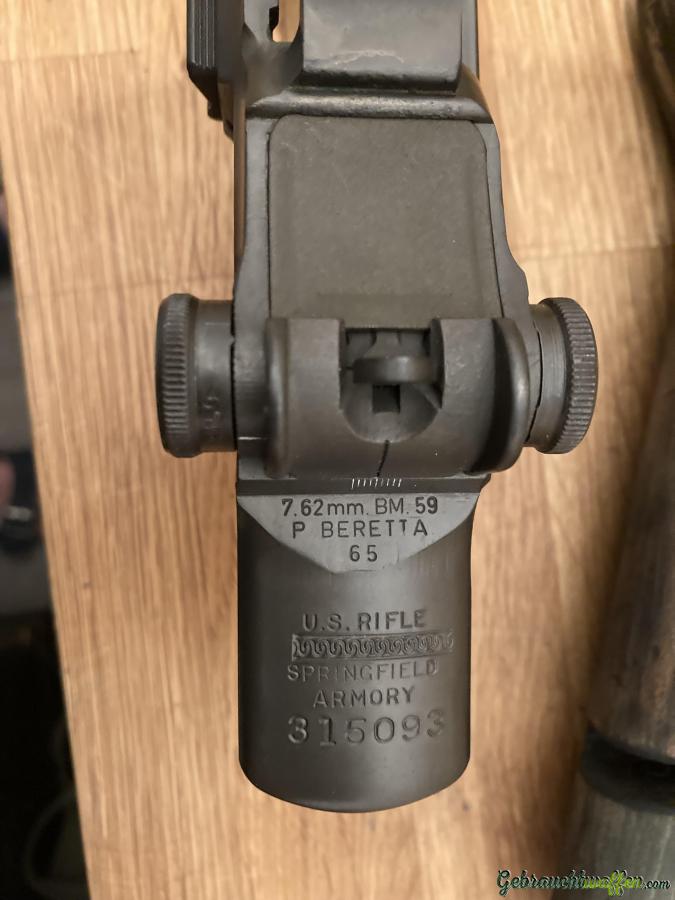 7.62mm. BM. 59
P BERETTA
65
U.S. RIFLE
SPRINGFIELD
ARMORY
315093
Gebrauchtwaffen.com